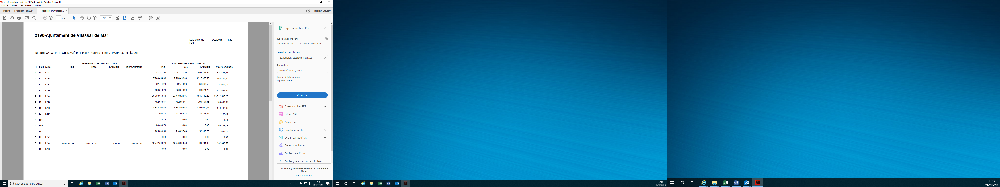 rectifepigrafvilassardemar2017.pdf - Adobe Acrobat Reader DC
Archivo Edición Ver Ventana Ayuda
Inicio Herramientas rectifepigrafvilassar... × Iniciar sesión
1 / 2 100%
2190-Ajuntament de Vilassar de Mar
Data obtenció 15/02/2018 14:35
Pàg. 1
INFORME ANUAL DE RECTIFICACIÓ DE L´INVENTARI PER LLIBRE, EPÍGRAF, SUBEPÍGRAFE
31 de Desembre d'Exercici Actual - 1 2016 31 de Desembre d'Exercici Actual 2017
Lli Epig Sube Brut Base F.Amortitz Valor Comptable Brut Base F.Amortitz Valor Comptable
A I.1 I.1.A 2.592.327,58 2.592.327,58 2.064.791,34 527.536,24
A I.1 I.1.B 7.780.454,00 7.780.453,00 5.317.968,50 2.462.485,50
A I.1 I.1.C 62.744,28 62.744,28 31.697,55 31.046,73
A I.1 I.1.D 826.510,29 826.510,29 408.621,23 417.889,06
A I.2 I.2.A 26.758.650,48 23.148.921,85 3.046.115,20 23.712.535,28
A I.2 I.2.B 492.688,67 492.688,67 309.194,85 183.493,82
A I.2 I.2.C 4.543.405,66 4.543.405,66 3.293.912,67 1.249.492,99
A I.2 I.2.D 137.904,18 137.904,18 130.797,04 7.107,14
A III.1 8,13 0,00 0,00 8,13
A III.5 106.408,78 0,00 0,00 106.408,78
B III.1 265.008,56 216.837,44 52.919,79 212.088,77
C I.2 I.2.C 0,00 0,00 0,00 0,00
E I.2 I.2.A 3.092.833,29 2.963.716,58 311.434,91 2.781.398,38 12.772.590,26 12.278.894,53 1.409.741,69 11.362.848,57
E I.2 I.2.C 0,00 0,00 0,00 0,00
Exportar archivo PDF
Adobe Export PDF
Convertir archivos PDF a Word o Excel Online
Seleccionar archivo PDF
rectifepigrafvilassardemar2017.pdf
Convertir a
Microsoft Word (*.docx)
Idioma del documento:
Español Cambiar
Convertir
Crear archivo PDF
Editar PDF
Comentar
Combinar archivos
Organizar páginas
Rellenar y firmar
Enviar para firmar
Enviar y realizar un seguimiento
Almacene y comparta archivos en Document
Cloud
Más información
Escribe aquí para buscar
17:40
06/09/2018
17:40
06/09/2018
17:40
06/09/2018